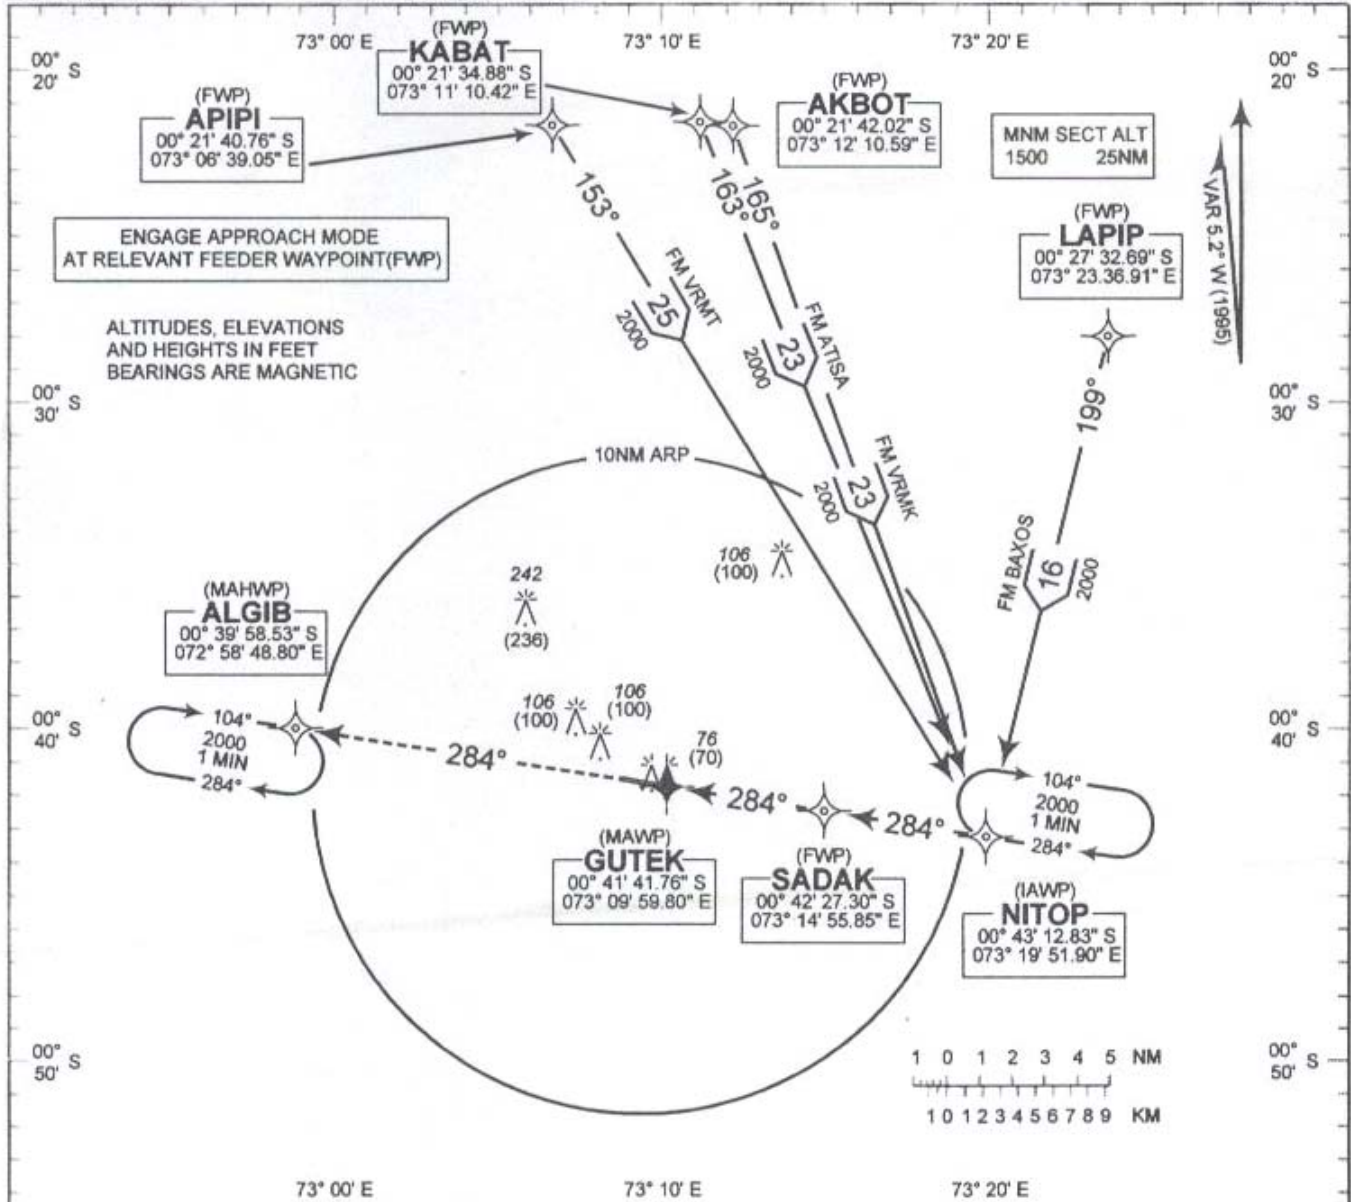 73° 00' E
73° 10' E
73° 20' E
00°
20' S
00°
20' S
(FWP)
KABAT
00° 21' 34.88" S
073° 11' 10.42" E
(FWP)
APIPI
00° 21' 40.76" S
073° 06' 39.05" E
(FWP)
AKBOT
00° 21' 42.02" S
073° 12' 10.59" E
MNM SECT ALT
1500 25NM
VAR 5.2° W (1995)
(FWP)
LAPIP
00° 27' 32.69" S
073° 23.36.91" E
ENGAGE APPROACH MODE
AT RELEVANT FEEDER WAYPOINT(FWP)
ALTITUDES, ELEVATIONS
AND HEIGHTS IN FEET
BEARINGS ARE MAGNETIC
153°
FM VRMT
25
2000
163°
165°
FM ATISA
23
2000
FM VRMK
23
2000
199°
FM BAXOS
16
2000
00°
30' S
00°
30' S
10NM ARP
106
(100)
242
(236)
106
(100)
106
(100)
76
(70)
(MAHWP)
ALGIB
00° 39' 58.53" S
072° 58' 48.80" E
00°
40' S
00°
40' S
104°
2000
1 MIN
284°
284°
284°
284°
104°
2000
1 MIN
284°
(MAWP)
GUTEK
00° 41' 41.76" S
073° 09' 59.80" E
(FWP)
SADAK
00° 42' 27.30" S
073° 14' 55.85" E
(IAWP)
NITOP
00° 43' 12.83" S
073° 19' 51.90" E
00°
50' S
00°
50' S
1 0 1 2 3 4 5 NM
1 0 1 2 3 4 5 6 7 8 9 KM
73° 00' E
73° 10' E
73° 20' E